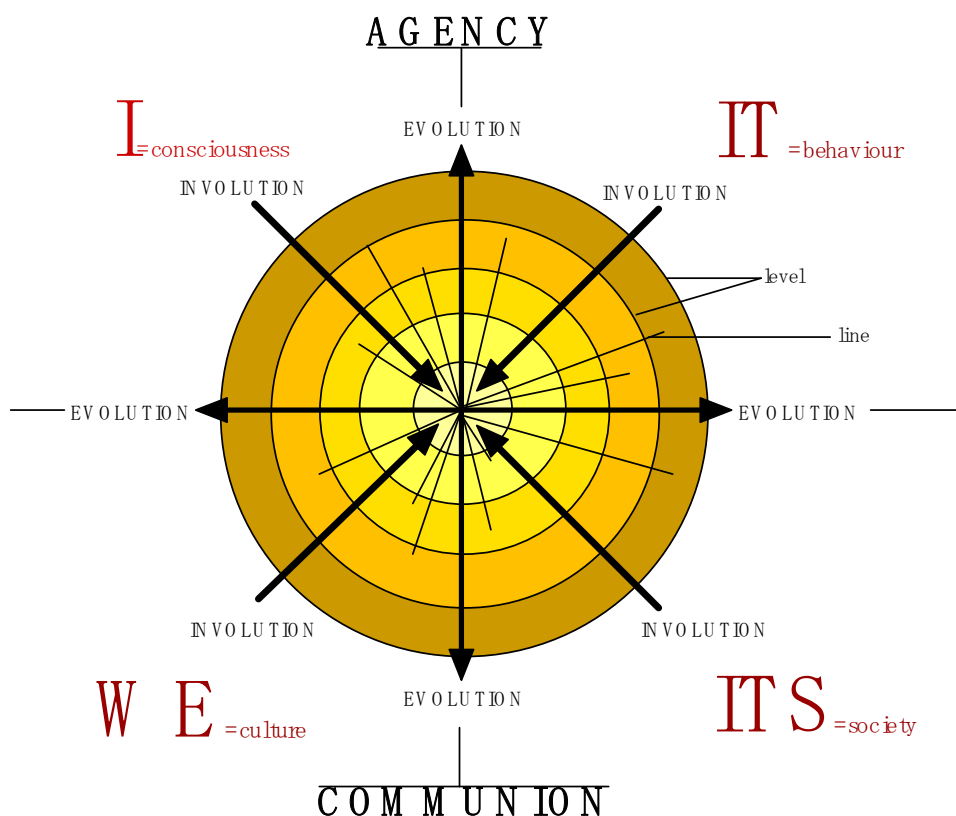 AGENCY
EVOLUTION
I=consciousness
IT =behaviour
INVOLUTION
INVOLUTION
level
line
EVOLUTION
EVOLUTION
INVOLUTION
INVOLUTION
WE =culture
EVOLUTION
ITS =society
COMMUNION